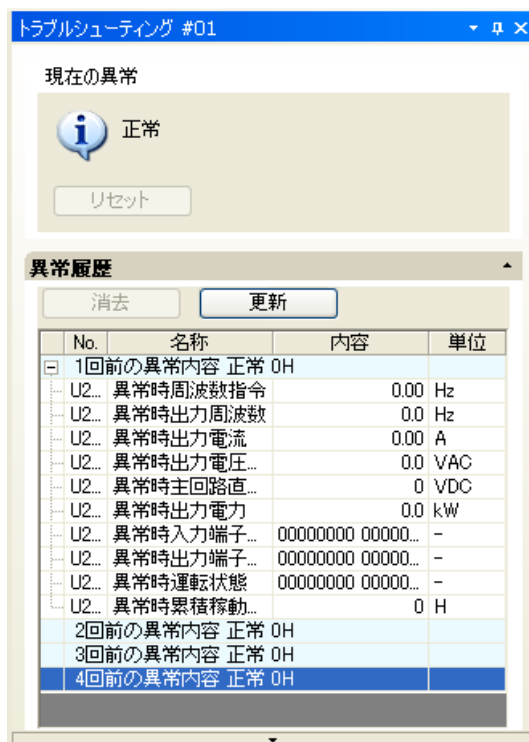 トラブルシューティング #01
現在の異常
正常
リセット
異常履歴
消去 更新
No. 名称 内容 単位
1回前の異常内容 正常 0H
U2... 異常時周波数指令 0.00 Hz
U2... 異常時出力周波数 0.0 Hz
U2... 異常時出力電流 0.00 A
U2... 異常時出力電圧... 0.0 VAC
U2... 異常時主回路直... 0 VDC
U2... 異常時出力電力 0.0 kW
U2... 異常時入力端子... 00000000 00000... -
U2... 異常時出力端子... 00000000 00000... -
U2... 異常時運転状態 00000000 00000... -
U2... 異常時累積稼動... 0 H
2回前の異常内容 正常 0H
3回前の異常内容 正常 0H
4回前の異常内容 正常 0H